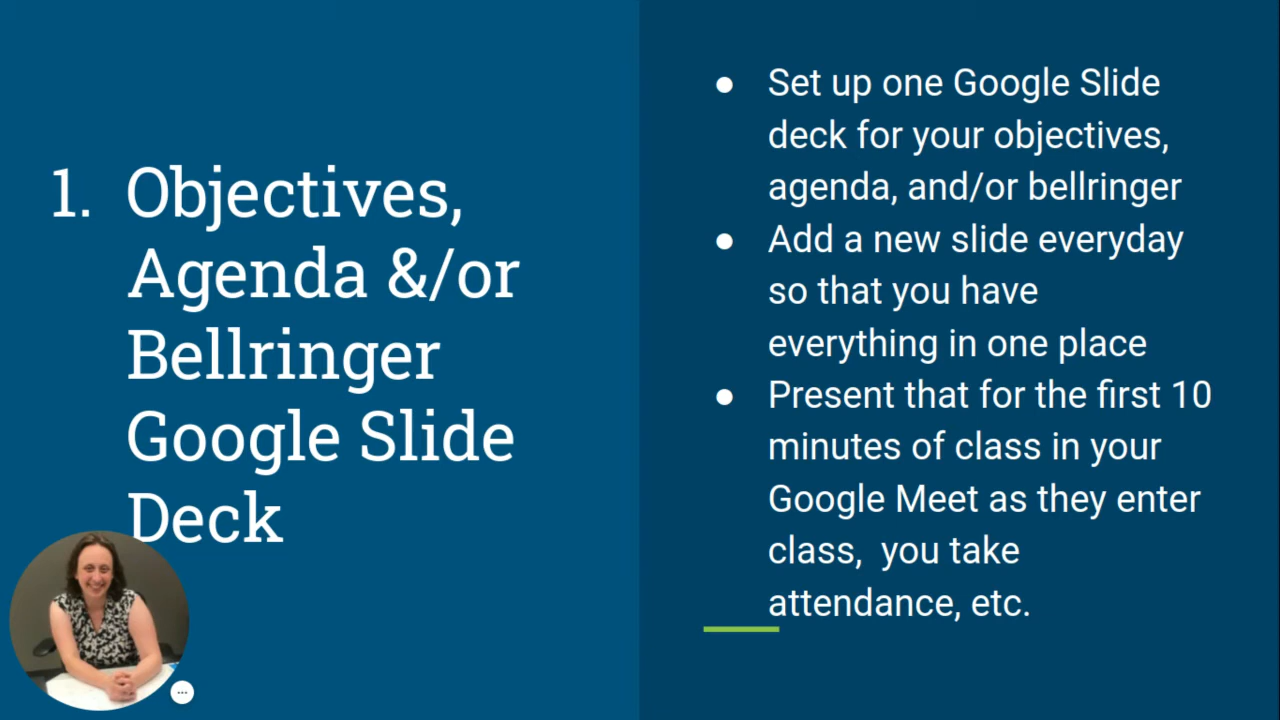 1. Objectives,
Agenda &/or
Bellringer
Google Slide
Deck
● Set up one Google Slide
deck for your objectives,
agenda, and/or bellringer
● Add a new slide everyday
so that you have
everything in one place
● Present that for the first 10
minutes of class in your
Google Meet as they enter
class,  you take
attendance, etc.